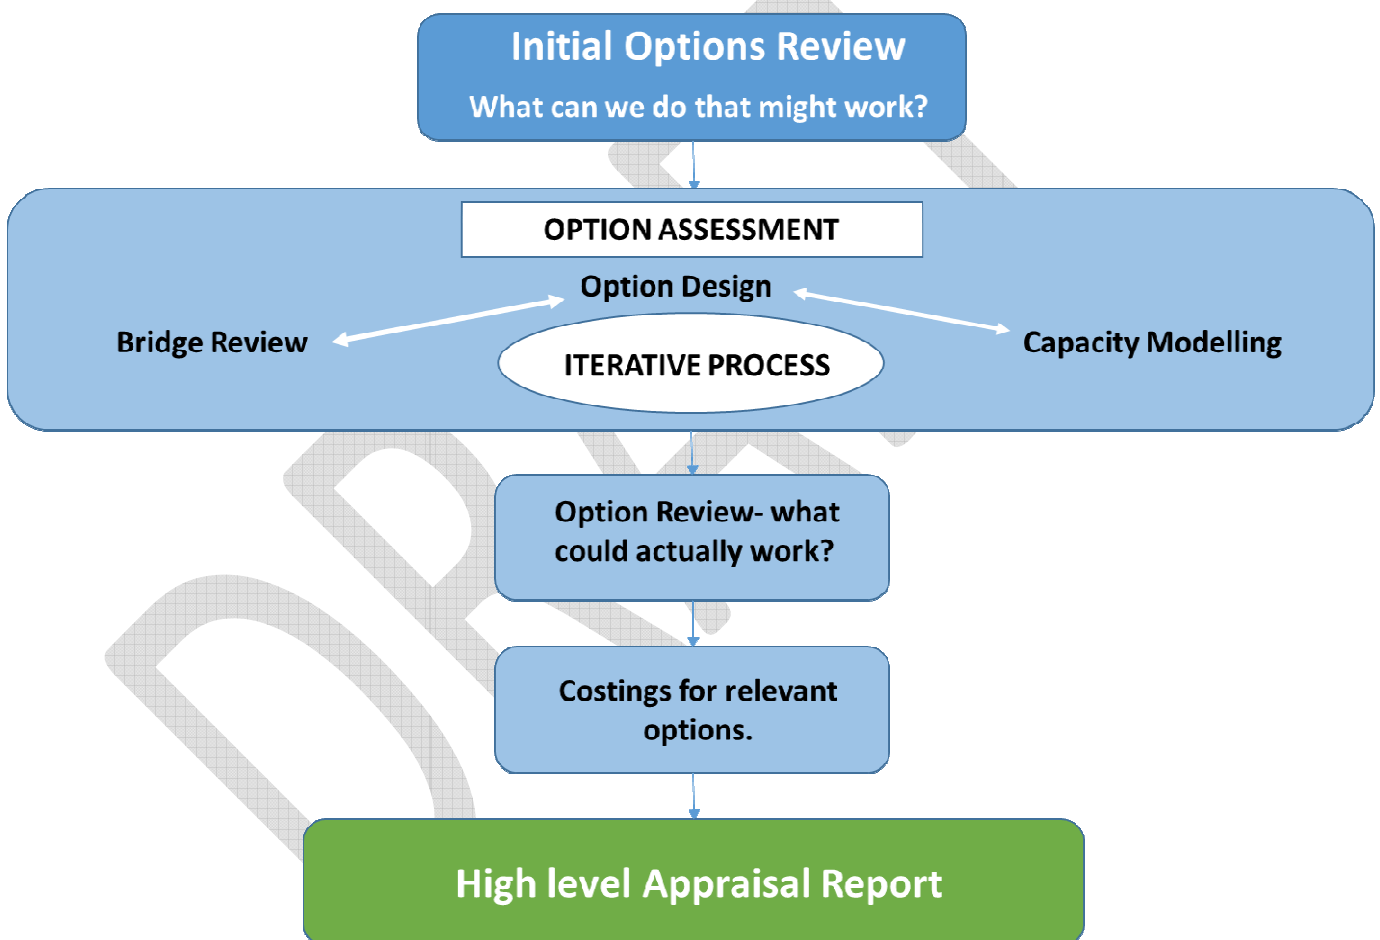 Initial Options Review
What can we do that might work?
OPTION ASSESSMENT
Option Design
Bridge Review
Capacity Modelling
ITERATIVE PROCESS
Option Review- what
could actually work?
Costings for relevant
options.
High level Appraisal Report
DRAFT